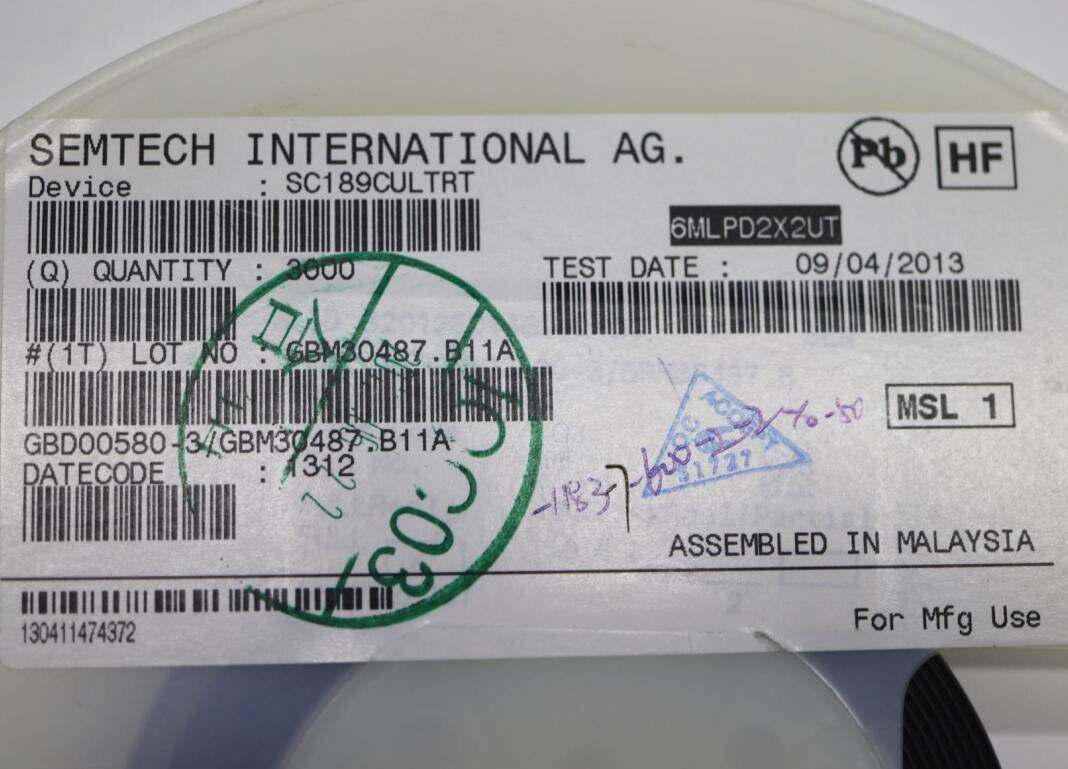 SEMTECH INTERNATIONAL AG.
Pb
HF
Device : SC189CULTRT
6MLPD2X2UT
(Q) QUANTITY : 3000
TEST DATE : 09/04/2013
#(1T) LOT NO : GBM30487.B11A
MSL 1
GBD00580-3/GBM30487.B11A
DATECODE : 1312
31727
ASSEMBLED IN MALAYSIA
130411474372
For Mfg Use